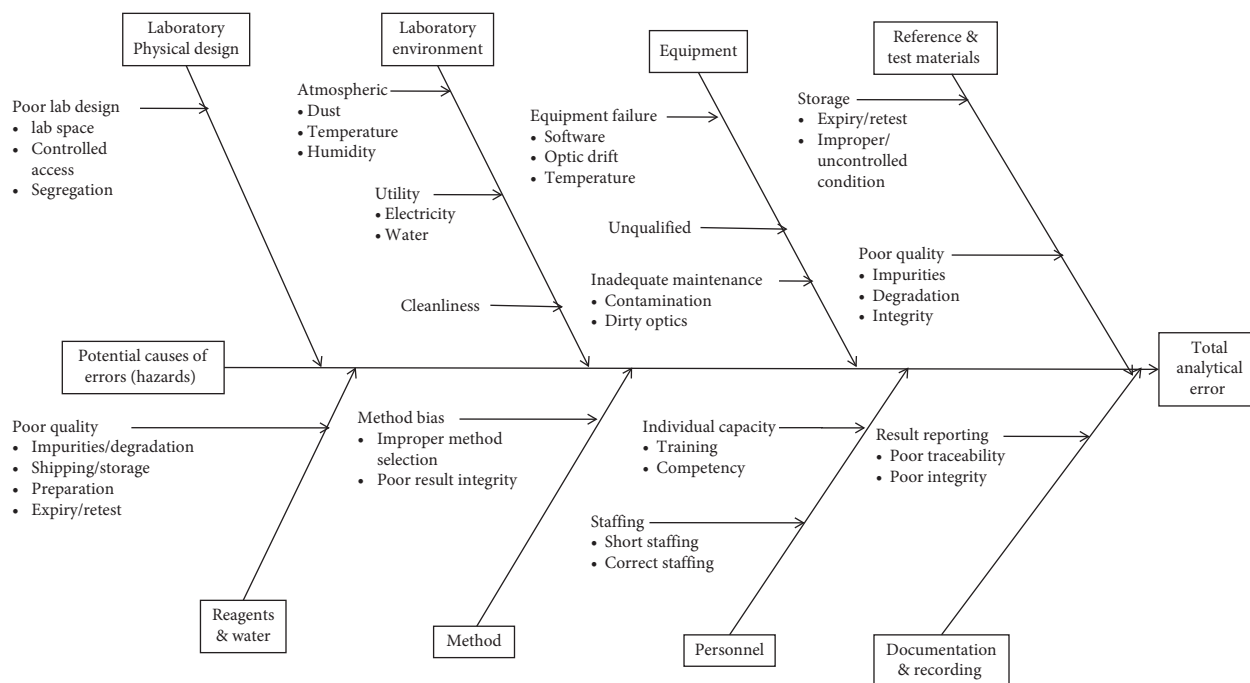 Laboratory
Physical design
Laboratory
environment
Equipment
Reference &
test materials
Poor lab design
• lab space
• Controlled
access
• Segregation
Atmospheric
• Dust
• Temperature
• Humidity
Utility
• Electricity
• Water
Cleanliness
Equipment failure
• Software
• Optic drift
• Temperature
Unqualified
Inadequate maintenance
• Contamination
• Dirty optics
Storage
• Expiry/retest
• Improper/
uncontrolled
condition
Poor quality
• Impurities
• Degradation
• Integrity
Potential causes of
errors (hazards)
Total
analytical
error
Poor quality
• Impurities/degradation
• Shipping/storage
• Preparation
• Expiry/retest
Method bias
• Improper method
selection
• Poor result integrity
Individual capacity
• Training
• Competency
Staffing
• Short staffing
• Correct staffing
Result reporting
• Poor traceability
• Poor integrity
Reagents
& water
Method
Personnel
Documentation
& recording